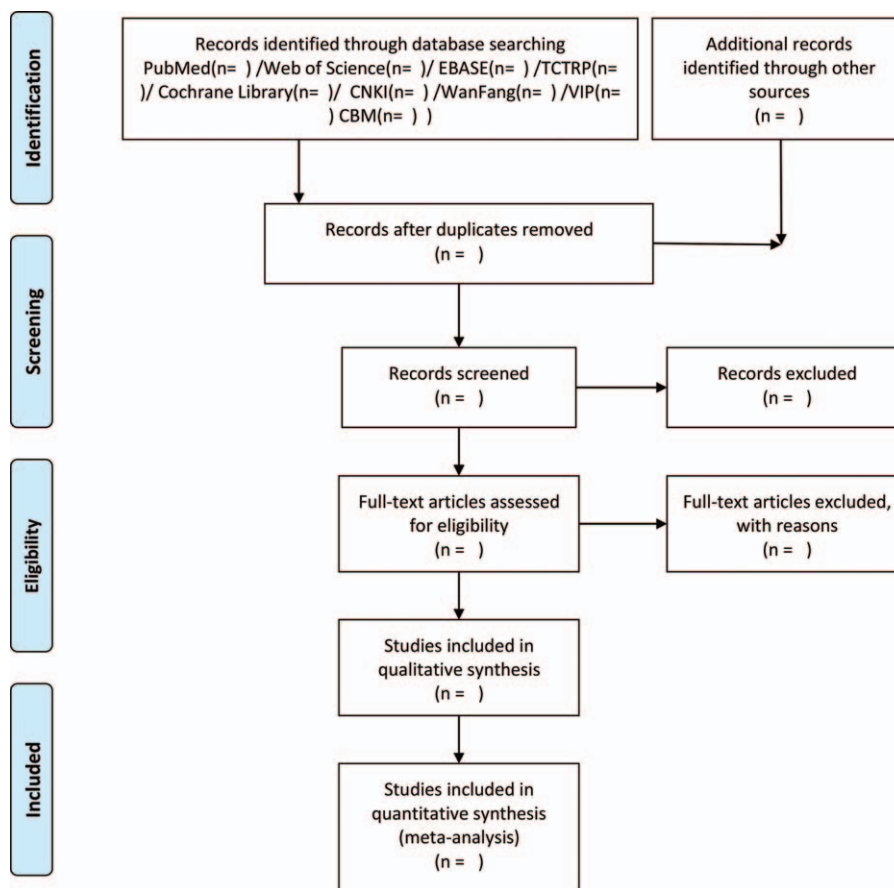 Identification
Records identified through database searching
PubMed(n= ) /Web of Science(n= )/ EBASE(n= ) /TCTRP(n=
)/ Cochrane Library(n= )/ CNKI(n= ) /WanFang(n= ) /VIP(n=
) CBM(n= ) )
Additional records
identified through other
sources
(n = )
Records after duplicates removed
(n = )
Screening
Records screened
(n = )
Records excluded
(n = )
Eligibility
Full-text articles assessed
for eligibility
(n = )
Full-text articles excluded,
with reasons
(n = )
Studies included in
qualitative synthesis
(n = )
Included
Studies included in
quantitative synthesis
(meta-analysis)
(n = )